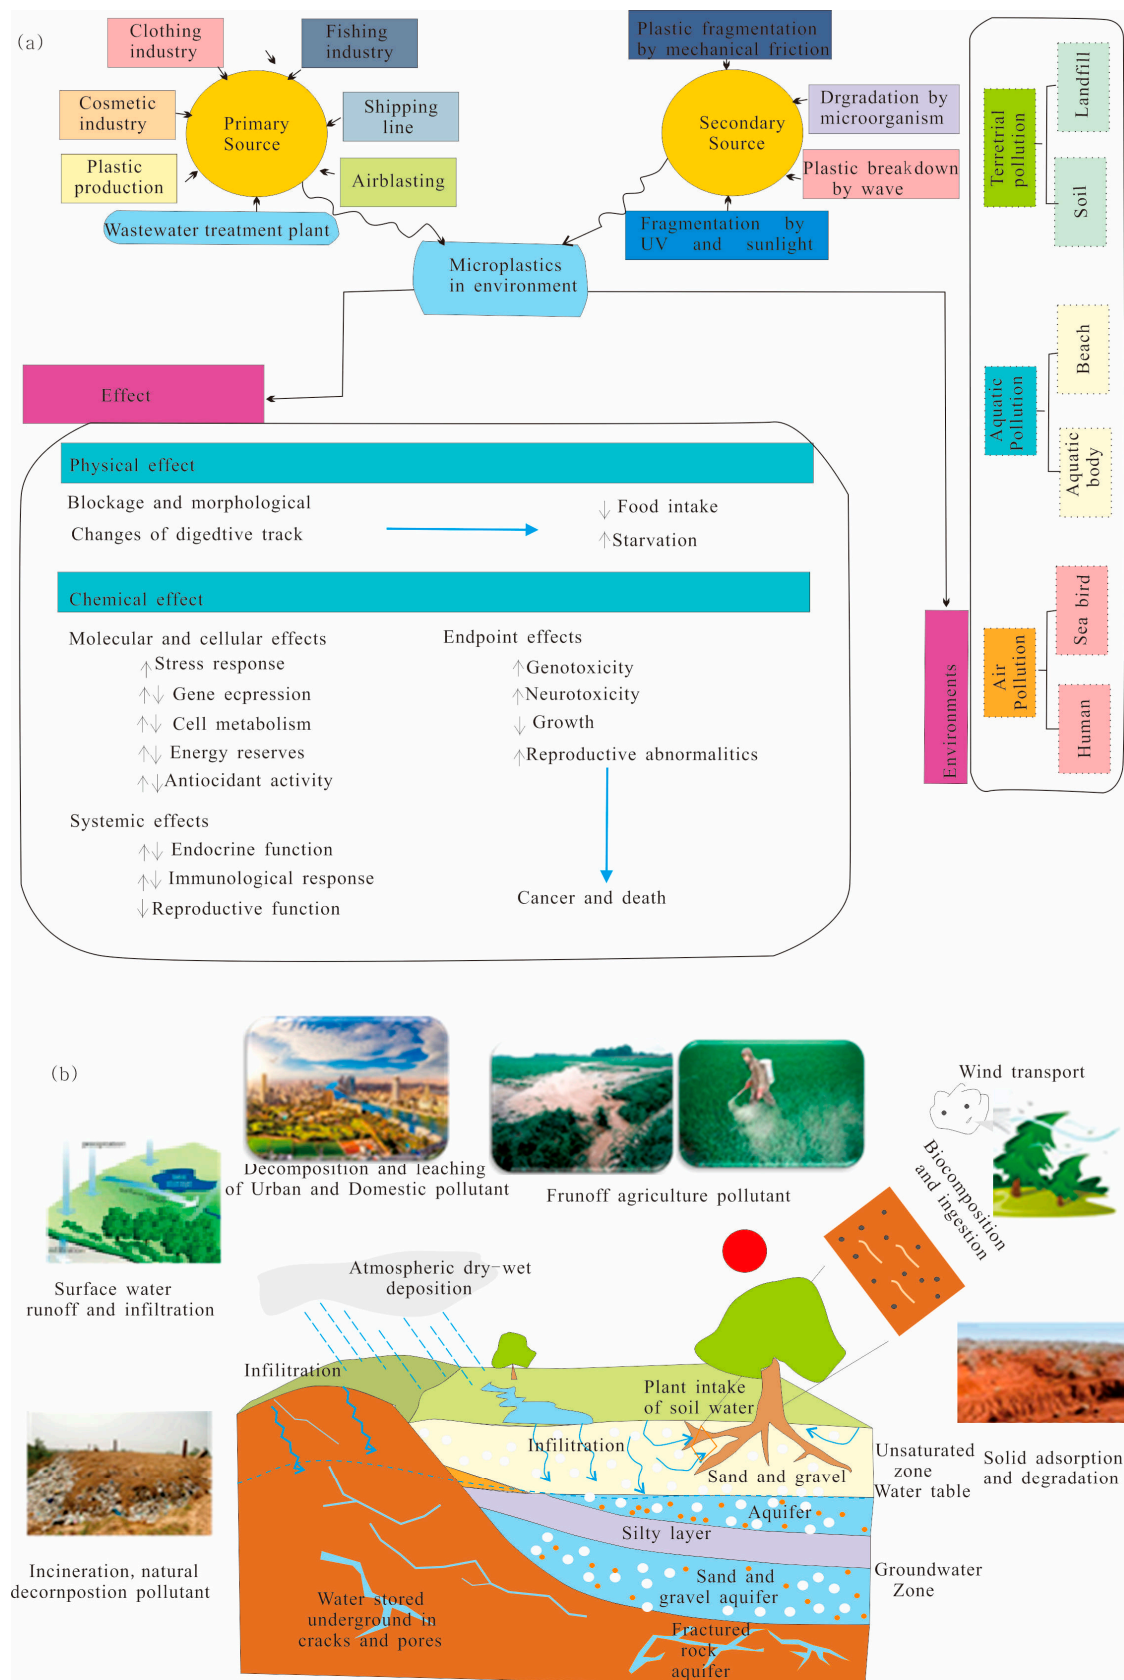 (a)
Clothing
industry
Fishing
industry
Cosmetic
industry
Primary
Source
Shipping
line
Plastic
production
Airblasting
Wastewater treatment plant
Plastic fragmentation
by mechanical friction
Secondary
Source
Drgradation by
microorganism
Plastic breakdown
by wave
Fragmentation by
UV and sunlight
Microplastics
in environment
Effect
Physical effect
Blockage and morphological
Changes of digedtive track
↓ Food intake
↑ Starvation
Chemical effect
Molecular and cellular effects
↑ Stress response
↑↓ Gene ecpression
↑↓ Cell metabolism
↑↓ Energy reserves
↑↓ Antiocidant activity
Systemic effects
↑↓ Endocrine function
↑↓ Immunological response
↓ Reproductive function
Endpoint effects
↑ Genotoxicity
↑ Neurotoxicity
↓ Growth
↑ Reproductive abnormalitics
Cancer and death
Environments
Terretrial
pollution
Landfill
Soil
Aquatic
Pollution
Beach
Aquatic
body
Air
Pollution
Sea bird
Human
(b)
Decomposition and leaching
of Urban and Domestic pollutant
Frunoff agriculture pollutant
Wind transport
Biocomposition
and ingestion
precipitation
infiltration
Surface water
runoff and infiltration
Atmospheric dry-wet
deposition
Infilitration
Plant intake
of soil water
Infilitration
Sand and gravel
Unsaturated
zone
Water table
Solid adsorption
and degradation
Aquifer
Silty layer
Sand and
gravel aquifer
Groundwater
Zone
Incineration, natural
decornpostion pollutant
Water stored
underground in
cracks and pores
Fractured
rock
aquifer